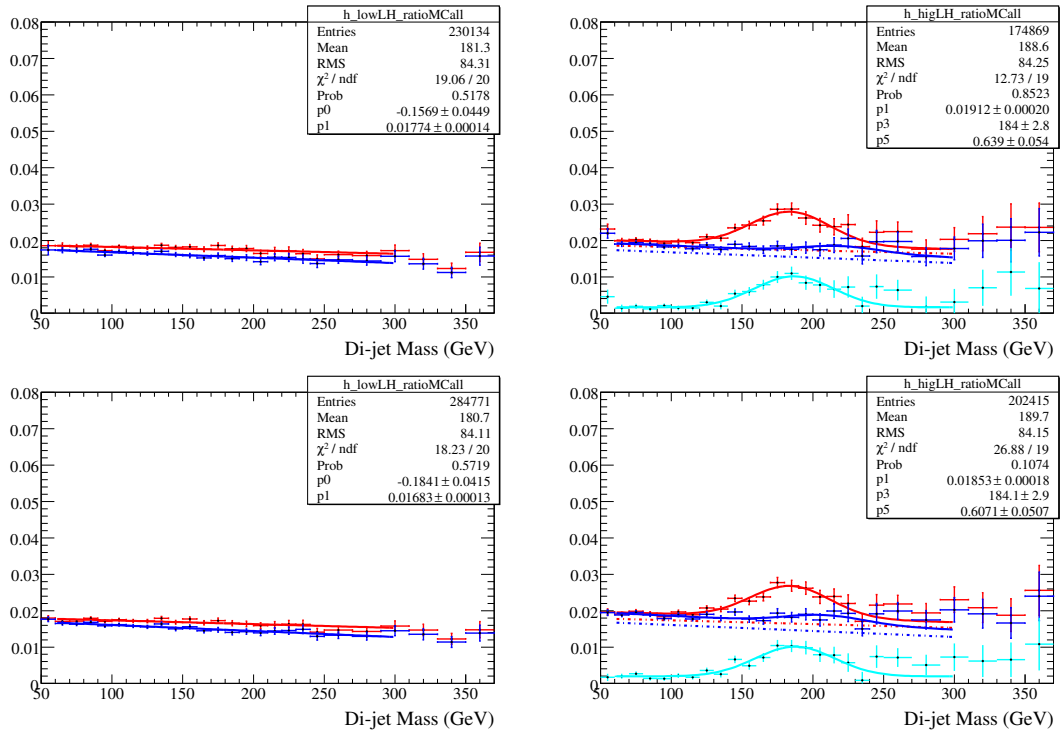 h_lowLH_ratioMCall
Entries 230134
Mean 181.3
RMS 84.31
χ² / ndf 19.06 / 20
Prob 0.5178
p0 -0.1569 ± 0.0449
p1 0.01774 ± 0.00014
0.08
0.07
0.06
0.05
0.04
0.03
0.02
0.01
0
50 100 150 200 250 300 350
Di-jet Mass (GeV)
h_higLH_ratioMCall
Entries 174869
Mean 188.6
RMS 84.25
χ² / ndf 12.73 / 19
Prob 0.8523
p1 0.01912 ± 0.00020
p3 184 ± 2.8
p5 0.639 ± 0.054
0.08
0.07
0.06
0.05
0.04
0.03
0.02
0.01
0
50 100 150 200 250 300 350
Di-jet Mass (GeV)
h_lowLH_ratioMCall
Entries 284771
Mean 180.7
RMS 84.11
χ² / ndf 18.23 / 20
Prob 0.5719
p0 -0.1841 ± 0.0415
p1 0.01683 ± 0.00013
0.08
0.07
0.06
0.05
0.04
0.03
0.02
0.01
0
50 100 150 200 250 300 350
Di-jet Mass (GeV)
h_higLH_ratioMCall
Entries 202415
Mean 189.7
RMS 84.15
χ² / ndf 26.88 / 19
Prob 0.1074
p1 0.01853 ± 0.00018
p3 184.1 ± 2.9
p5 0.6071 ± 0.0507
0.08
0.07
0.06
0.05
0.04
0.03
0.02
0.01
0
50 100 150 200 250 300 350
Di-jet Mass (GeV)